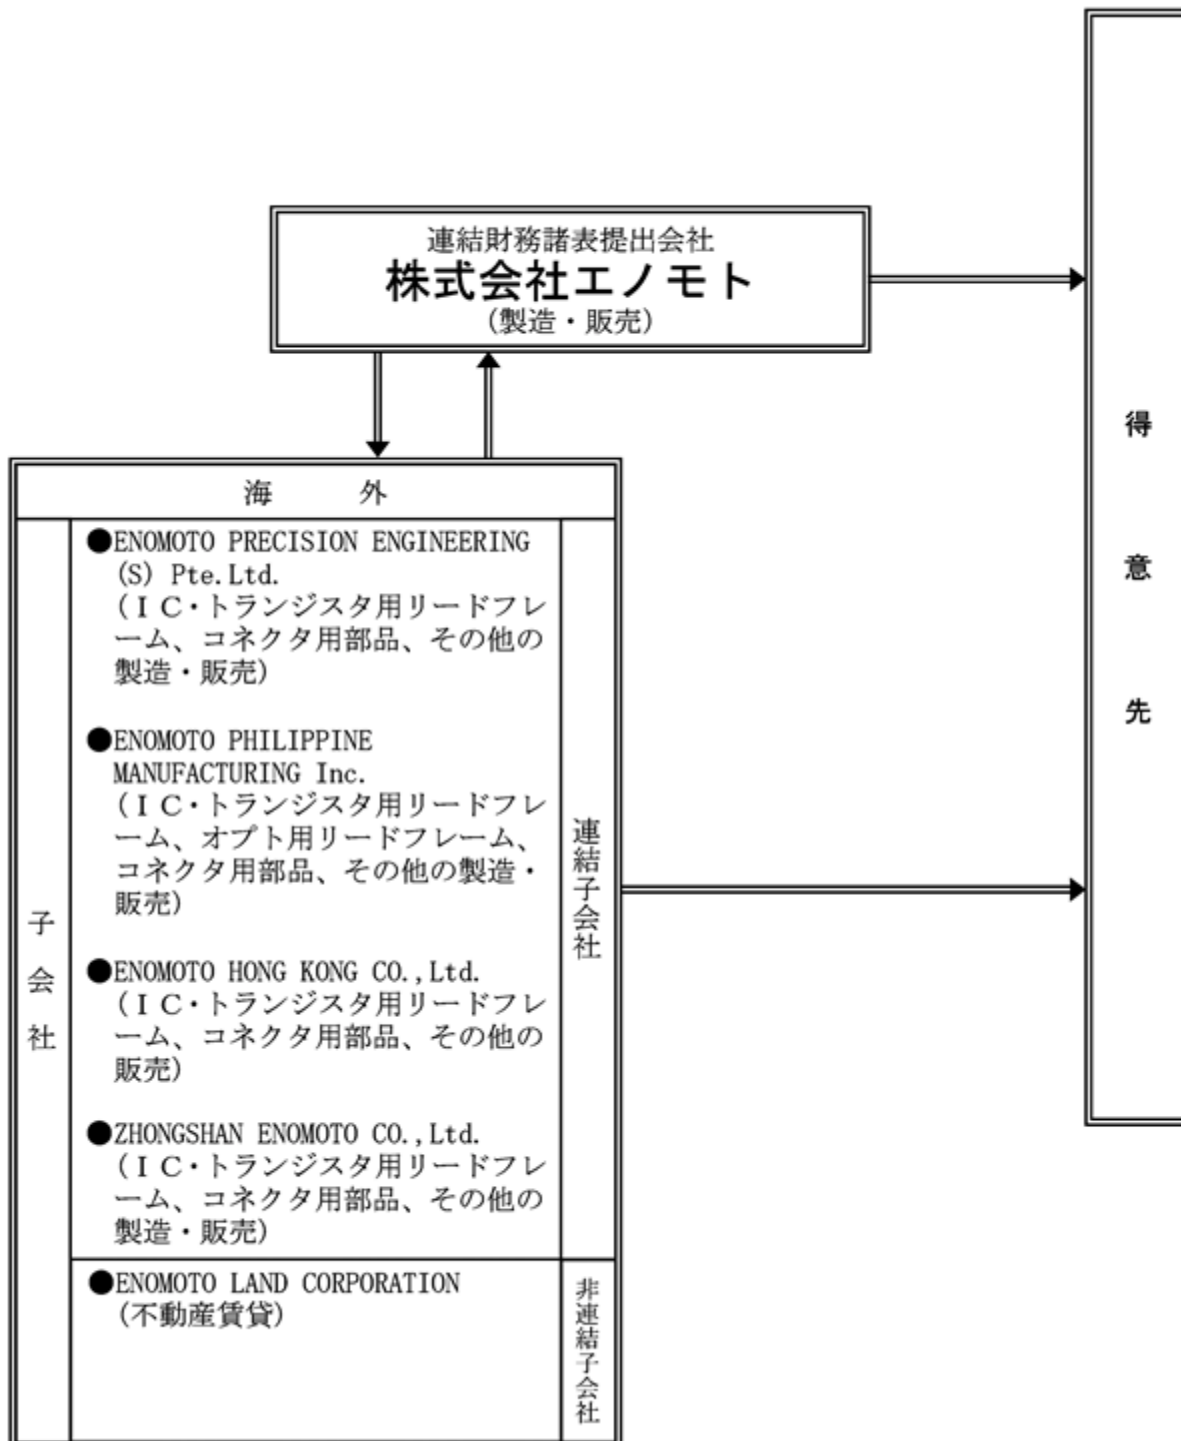 連結財務諸表提出会社
株式会社エノモト
(製造・販売)
得意先
海 外
子会社
●ENOMOTO PRECISION ENGINEERING
(S) Pte.Ltd.
(ＩＣ・トランジスタ用リードフレ
ーム、コネクタ用部品、その他の
製造・販売)
●ENOMOTO PHILIPPINE
MANUFACTURING Inc.
(ＩＣ・トランジスタ用リードフレ
ーム、オプト用リードフレーム、
コネクタ用部品、その他の製造・
販売)
●ENOMOTO HONG KONG CO.,Ltd.
(ＩＣ・トランジスタ用リードフレ
ーム、コネクタ用部品、その他の
販売)
●ZHONGSHAN ENOMOTO CO.,Ltd.
(ＩＣ・トランジスタ用リードフレ
ーム、コネクタ用部品、その他の
製造・販売)
連結子会社
●ENOMOTO LAND CORPORATION
(不動産賃貸)
非連結子会社